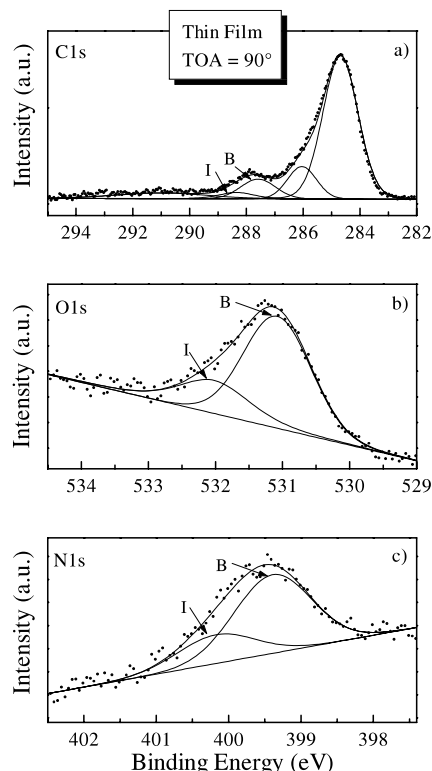 Thin Film
TOA = 90°
C1s
a)
I
B
Intensity (a.u.)
294 292 290 288 286 284 282
O1s
b)
B
I
Intensity (a.u.)
534 533 532 531 530 529
N1s
c)
B
I
Intensity (a.u.)
402 401 400 399 398
Binding Energy (eV)